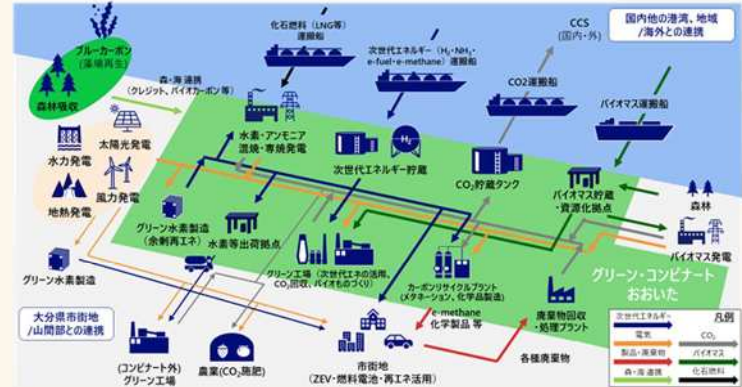 ブルーカーボン
(藻場再生)
森林吸収
化石燃料（LNG等）
運搬船
次世代エネルギー（H₂・NH₃・
e-fuel・e-methane）運搬船
CCS
(国内・外)
国内他の港湾、地域
/海外との連携
森・海 連携
（クレジット、バイオカーボン 等）
CO2運搬船
バイオマス運搬船
太陽光発電
水力発電
風力発電
地熱発電
水素・アンモニア
混焼・専焼発電
H₂
次世代エネルギー貯蔵
CO₂貯蔵タンク
バイオマス貯蔵
・資源化拠点
森林
バイオマス発電
グリーン水素製造
（余剰再エネ）
水素等出荷拠点
グリーン水素製造
グリーン工場（次世代エネの活用、
CO₂回収、バイオものづくり）
カーボンリサイクルプラント
（メタネーション、化学品製造）
廃棄物回収
・処理プラント
グリーン・コンビナート
おおいた
大分県市街地
/山間部との連携
e-methane
化学製品 等
(コンビナート外)
グリーン工場
農業(CO₂施肥)
市街地
（ZEV・燃料電池・再エネ活用）
各種廃棄物
凡例
次世代エネルギー
電気
製品・廃棄物
森・海 連携
CO₂
バイオマス
化石燃料